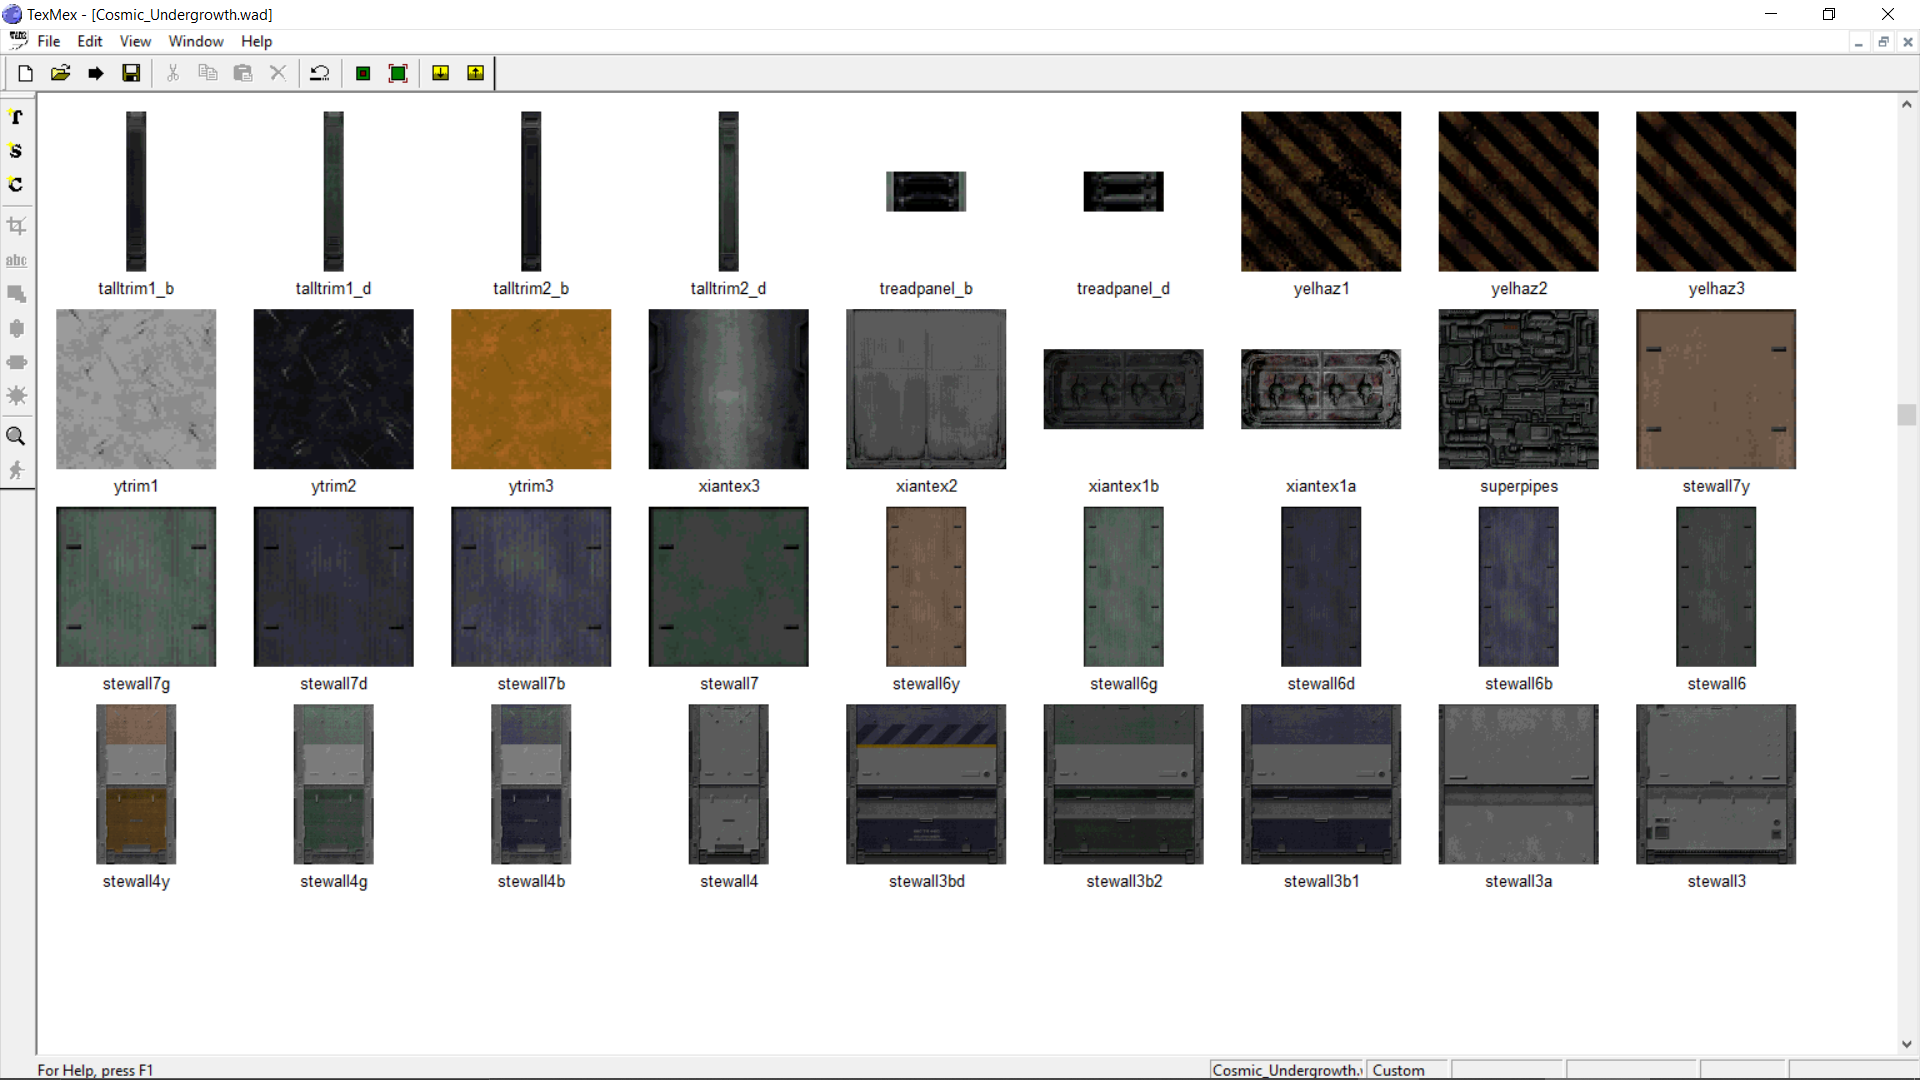 TexMex - [Cosmic_Undergrowth.wad]
File Edit View Window Help
T
S
C
abc
talltrim1_b talltrim1_d talltrim2_b talltrim2_d treadpanel_b treadpanel_d yelhaz1 yelhaz2 yelhaz3
ytrim1 ytrim2 ytrim3 xiantex3 xiantex2 xiantex1b xiantex1a superpipes stewall7y
stewall7g stewall7d stewall7b stewall7 stewall6y stewall6g stewall6d stewall6b stewall6
stewall4y stewall4g stewall4b stewall4 stewall3bd stewall3b2 stewall3b1 stewall3a stewall3
For Help, press F1 Cosmic_Undergrowth. Custom